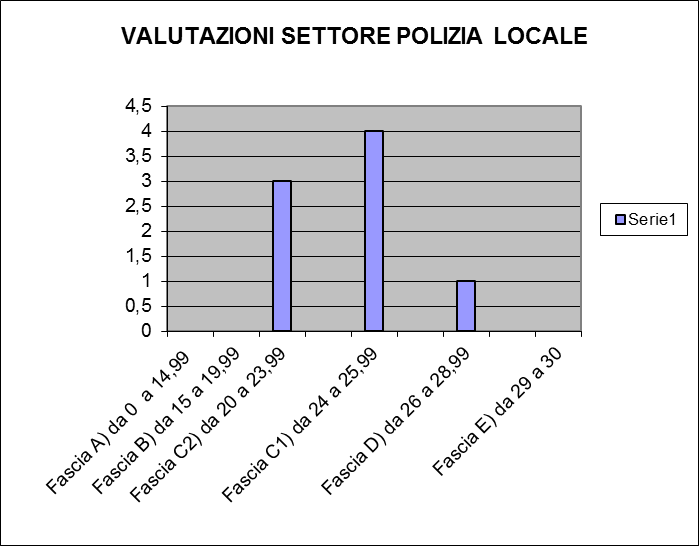 VALUTAZIONI SETTORE POLIZIA  LOCALE
4,5
4
3,5
3
2,5
2
1,5
1
0,5
0
Serie1
Fascia A) da 0  a 14,99
Fascia B) da 15 a 19,99
Fascia C2) da 20 a 23,99
Fascia C1) da 24 a 25,99
Fascia D) da 26 a 28,99
Fascia E) da 29 a 30